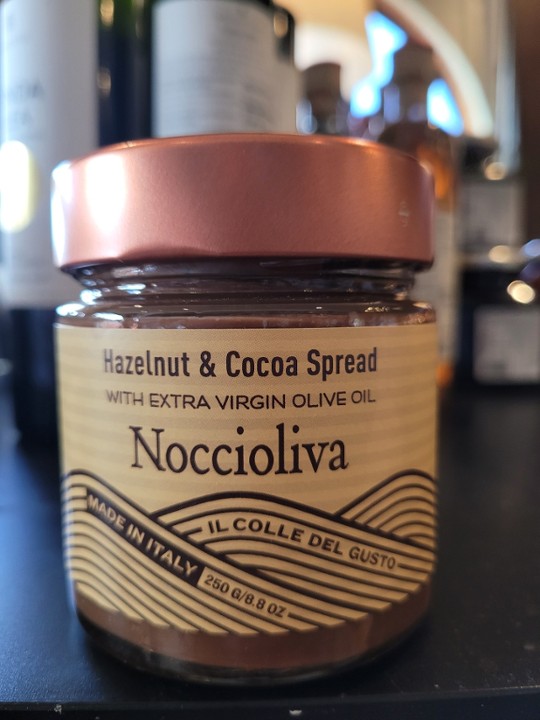 Hazelnut & Cocoa Spread
WITH EXTRA VIRGIN OLIVE OIL
Noccioliva
IL COLLE DEL GUSTO
MADE IN ITALY 250 G/8.8 OZ